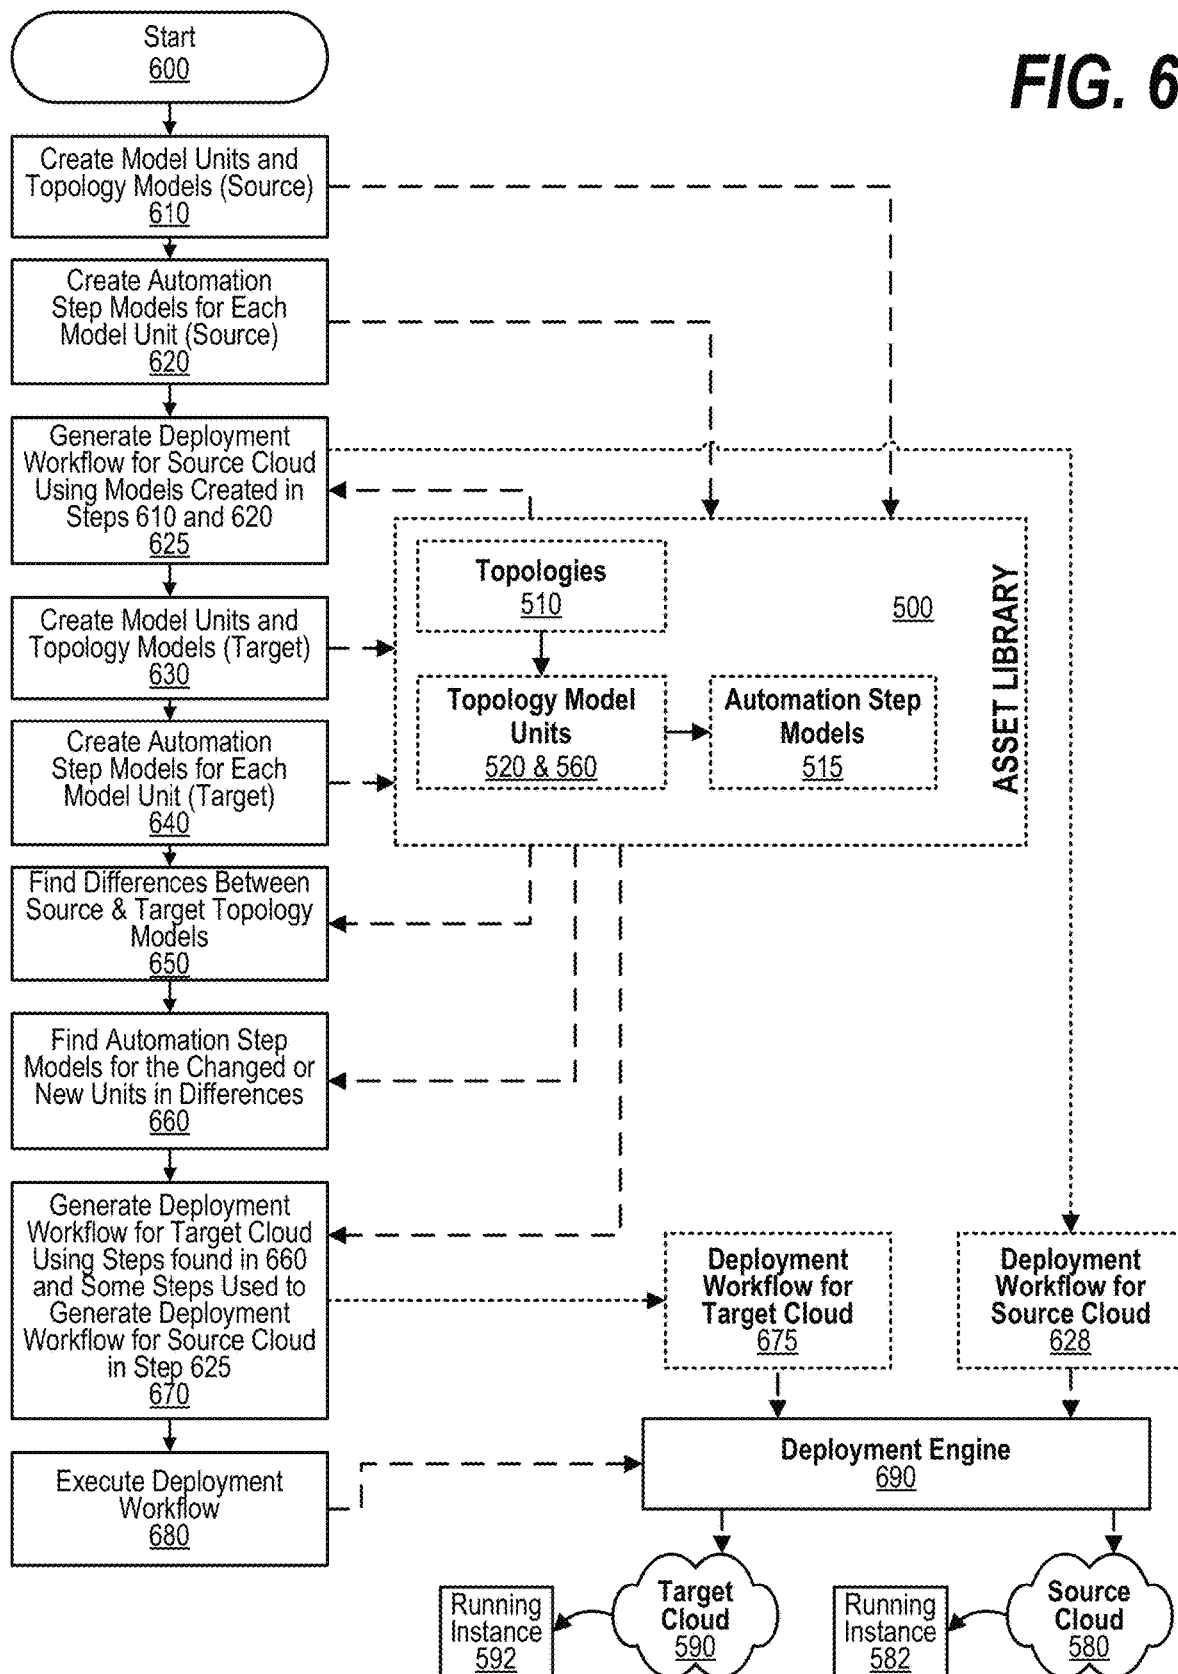 FIG. 6
Start
600
Create Model Units and
Topology Models (Source)
610
Create Automation
Step Models for Each
Model Unit (Source)
620
Generate Deployment
Workflow for Source Cloud
Using Models Created in
Steps 610 and 620
625
Create Model Units and
Topology Models (Target)
630
Create Automation
Step Models for Each
Model Unit (Target)
640
Find Differences Between
Source & Target Topology
Models
650
Find Automation Step
Models for the Changed or
New Units in Differences
660
Generate Deployment
Workflow for Target Cloud
Using Steps found in 660
and Some Steps Used to
Generate Deployment
Workflow for Source Cloud
in Step 625
670
Execute Deployment
Workflow
680
Topologies
510
500
ASSET LIBRARY
Topology Model
Units
520 & 560
Automation Step
Models
515
Deployment
Workflow for
Target Cloud
675
Deployment
Workflow for
Source Cloud
628
Deployment Engine
690
Running
Instance
592
Target
Cloud
590
Running
Instance
582
Source
Cloud
580